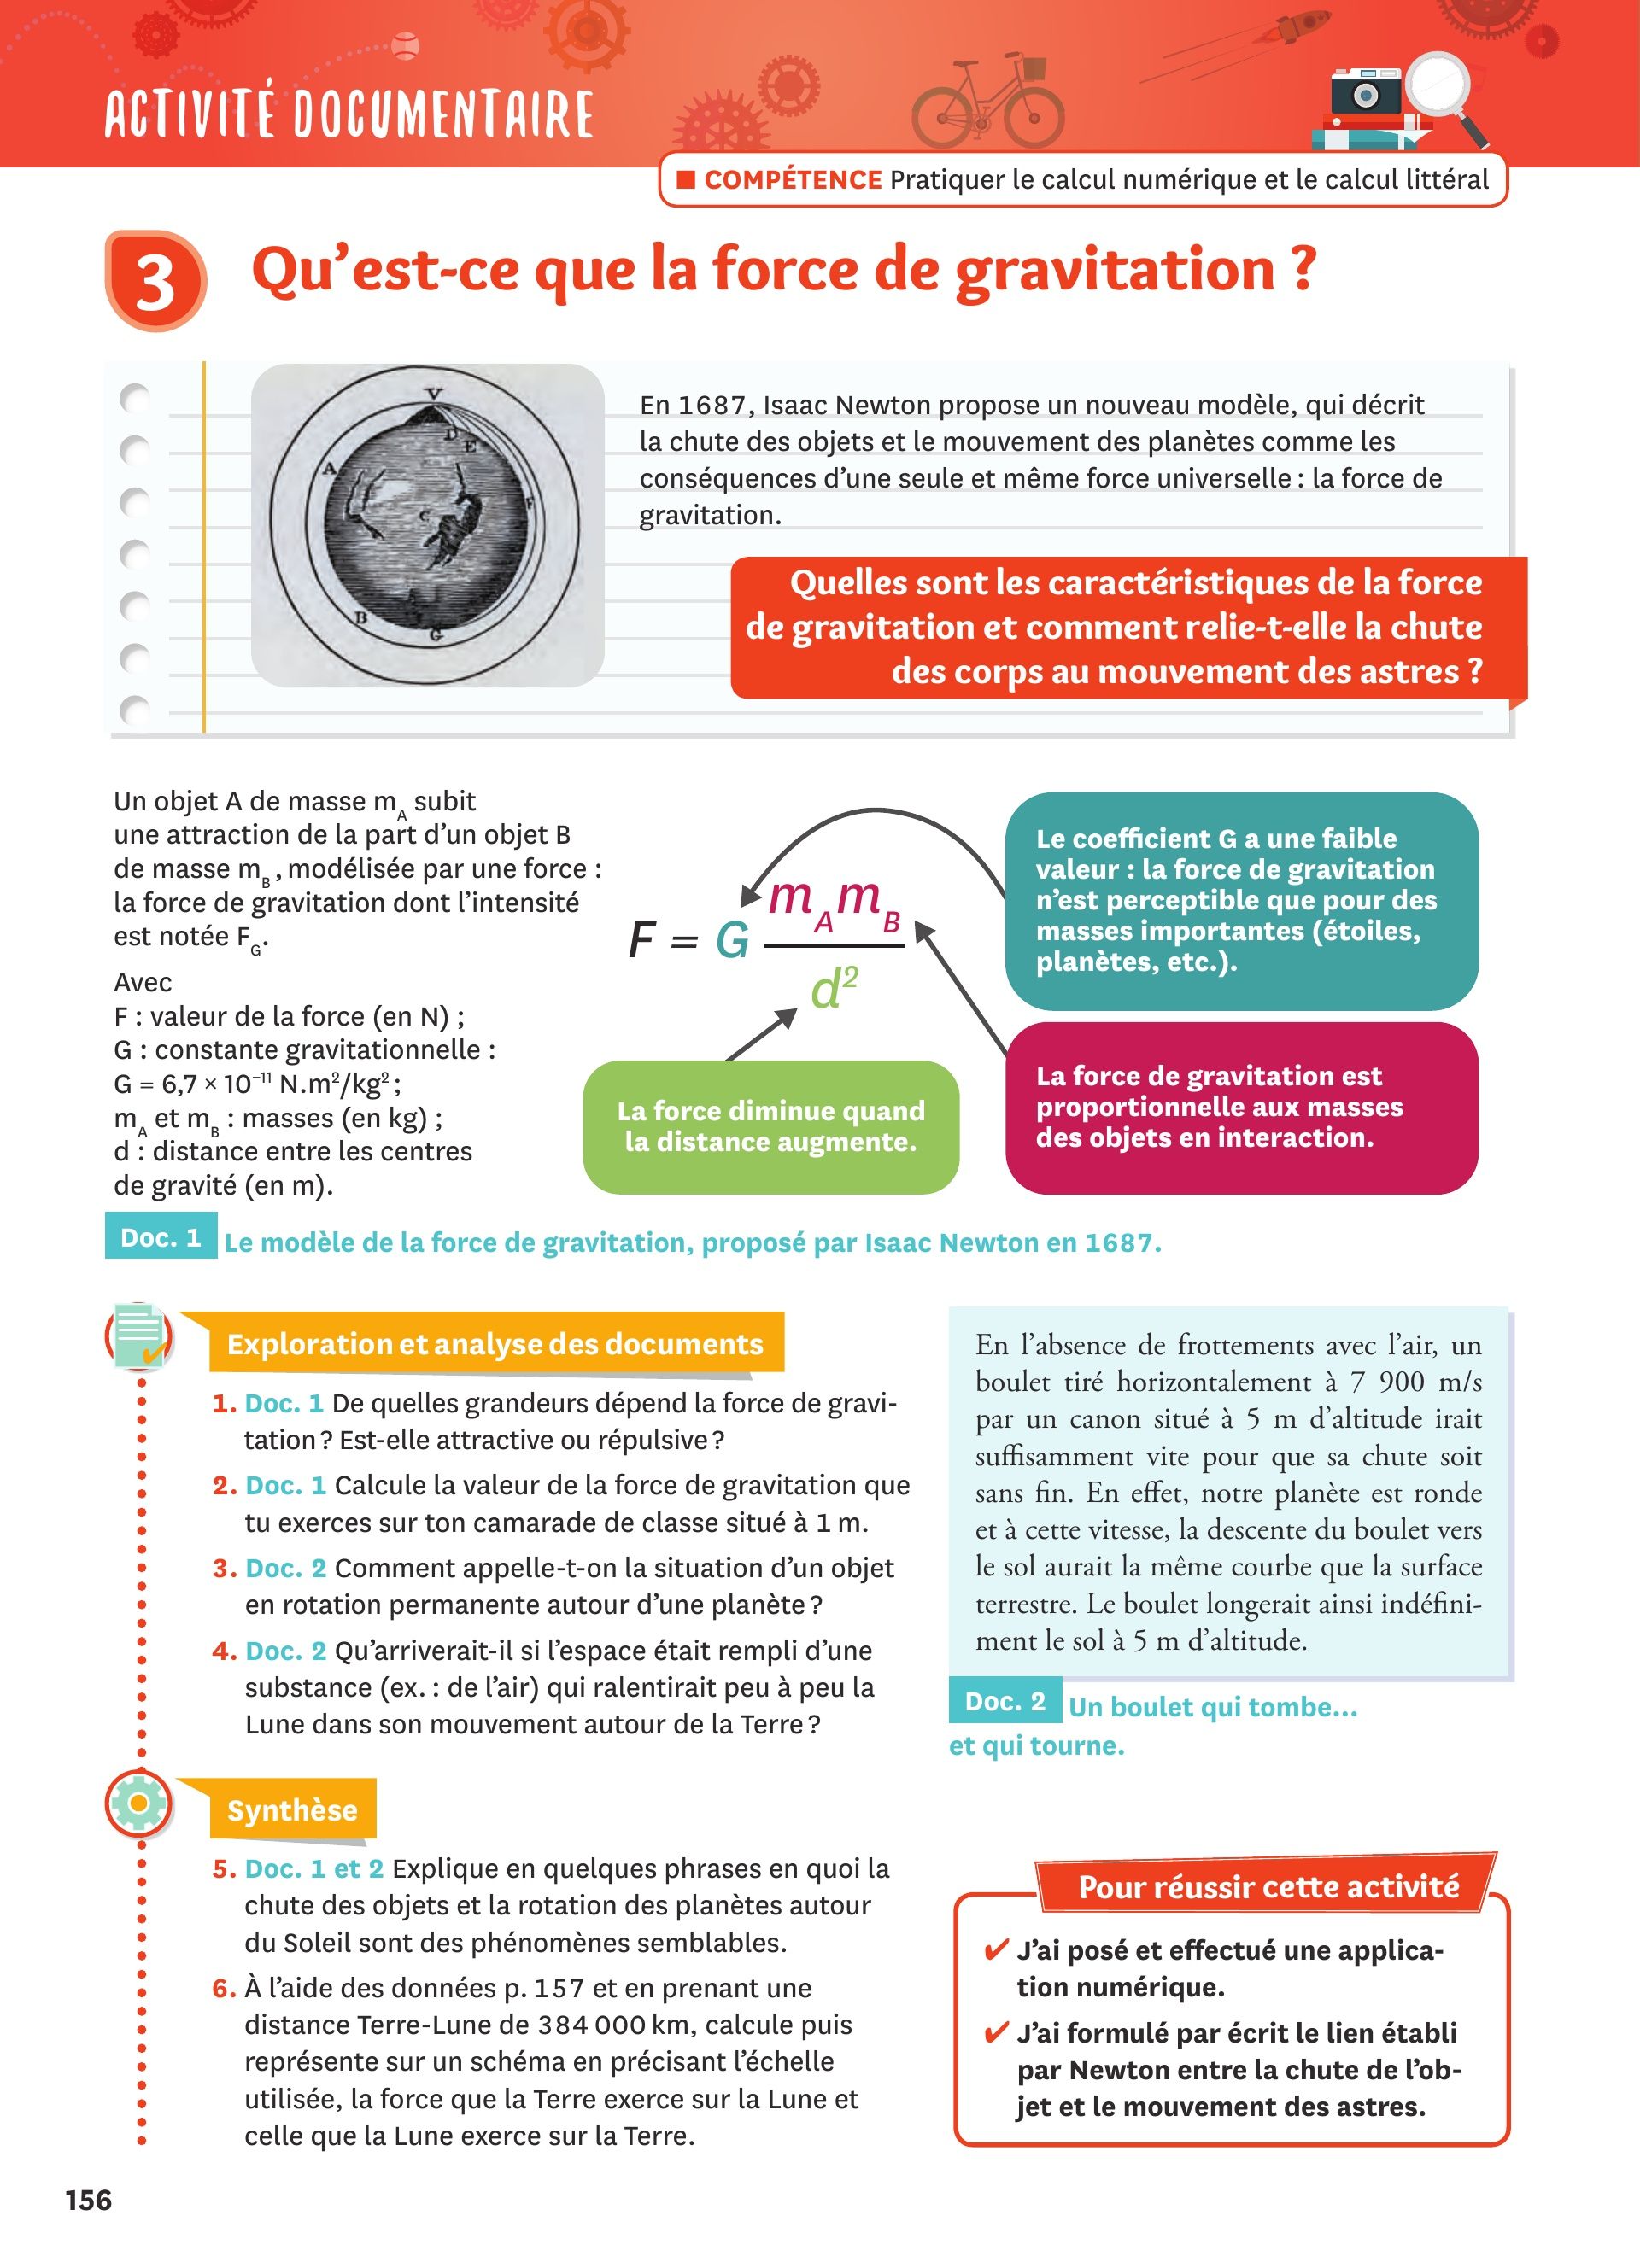 ACTIVITÉ DOCUMENTAIRE
■ COMPÉTENCE Pratiquer le calcul numérique et le calcul littéral
3 Qu’est-ce que la force de gravitation ?
V
D
E
A
F
C
B
G
En 1687, Isaac Newton propose un nouveau modèle, qui décrit
la chute des objets et le mouvement des planètes comme les
conséquences d’une seule et même force universelle : la force de
gravitation.
Quelles sont les caractéristiques de la force
de gravitation et comment relie-t-elle la chute
des corps au mouvement des astres ?
Un objet A de masse m_A subit
une attraction de la part d’un objet B
de masse m_B, modélisée par une force :
la force de gravitation dont l’intensité
est notée F_G.
Avec
F : valeur de la force (en N) ;
G : constante gravitationnelle :
G = 6,7 × 10⁻¹¹ N.m²/kg² ;
m_A et m_B : masses (en kg) ;
d : distance entre les centres
de gravité (en m).
F = G m_A m_B / d²
Le coefficient G a une faible
valeur : la force de gravitation
n’est perceptible que pour des
masses importantes (étoiles,
planètes, etc.).
La force diminue quand
la distance augmente.
La force de gravitation est
proportionnelle aux masses
des objets en interaction.
Doc. 1 Le modèle de la force de gravitation, proposé par Isaac Newton en 1687.
Exploration et analyse des documents
1. Doc. 1 De quelles grandeurs dépend la force de gravi-
tation ? Est-elle attractive ou répulsive ?
2. Doc. 1 Calcule la valeur de la force de gravitation que
tu exerces sur ton camarade de classe situé à 1 m.
3. Doc. 2 Comment appelle-t-on la situation d’un objet
en rotation permanente autour d’une planète ?
4. Doc. 2 Qu’arriverait-il si l’espace était rempli d’une
substance (ex. : de l’air) qui ralentirait peu à peu la
Lune dans son mouvement autour de la Terre ?
En l’absence de frottements avec l’air, un
boulet tiré horizontalement à 7 900 m/s
par un canon situé à 5 m d’altitude irait
suffisamment vite pour que sa chute soit
sans fin. En effet, notre planète est ronde
et à cette vitesse, la descente du boulet vers
le sol aurait la même courbe que la surface
terrestre. Le boulet longerait ainsi indéfini-
ment le sol à 5 m d’altitude.
Doc. 2 Un boulet qui tombe...
et qui tourne.
Synthèse
5. Doc. 1 et 2 Explique en quelques phrases en quoi la
chute des objets et la rotation des planètes autour
du Soleil sont des phénomènes semblables.
6. À l’aide des données p. 157 et en prenant une
distance Terre-Lune de 384 000 km, calcule puis
représente sur un schéma en précisant l’échelle
utilisée, la force que la Terre exerce sur la Lune et
celle que la Lune exerce sur la Terre.
Pour réussir cette activité
✔ J’ai posé et effectué une applica-
tion numérique.
✔ J’ai formulé par écrit le lien établi
par Newton entre la chute de l’ob-
jet et le mouvement des astres.
156